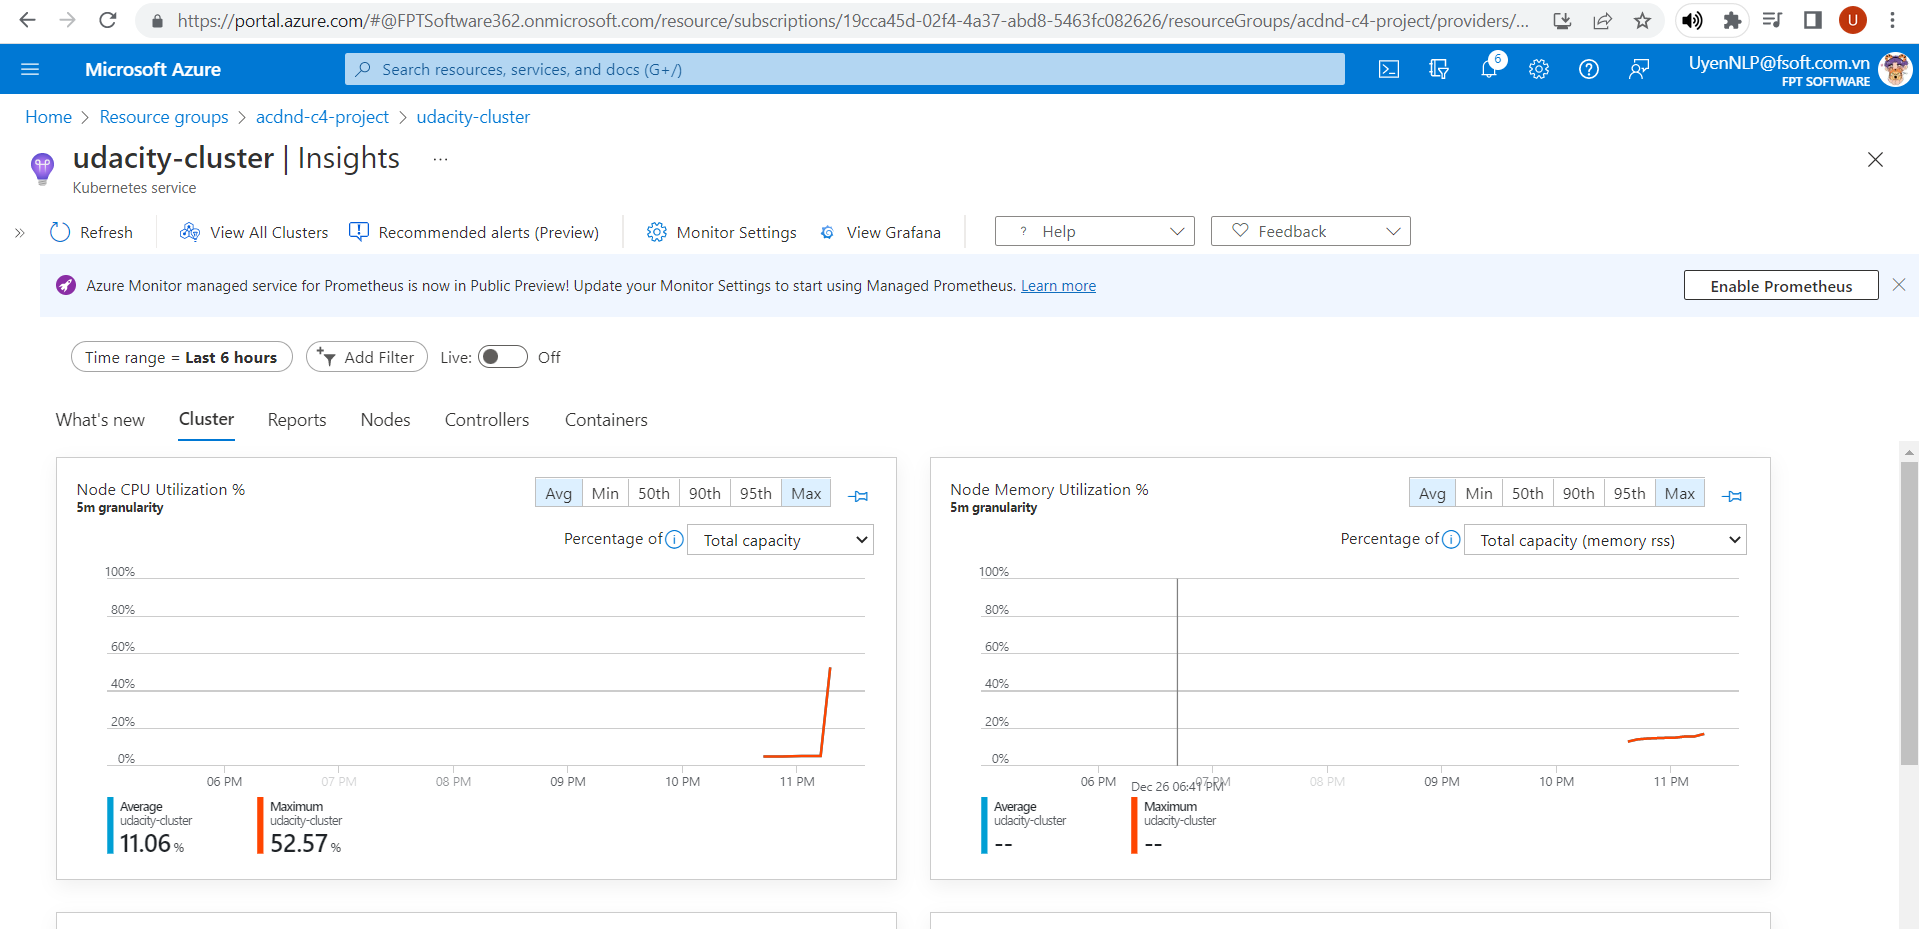 https://portal.azure.com/#@FPTSoftware362.onmicrosoft.com/resource/subscriptions/19cca45d-02f4-4a37-abd8-5463fc082626/resourceGroups/acdnd-c4-project/providers/... U
Microsoft Azure Search resources, services, and docs (G+/) 6 UyenNLP@fsoft.com.vn
FPT SOFTWARE
Home > Resource groups > acdnd-c4-project > udacity-cluster
udacity-cluster | Insights ...
Kubernetes service
» Refresh View All Clusters Recommended alerts (Preview) Monitor Settings View Grafana ? Help Feedback
Azure Monitor managed service for Prometheus is now in Public Preview! Update your Monitor Settings to start using Managed Prometheus. Learn more Enable Prometheus
Time range = Last 6 hours Add Filter Live: Off
What's new Cluster Reports Nodes Controllers Containers
Node CPU Utilization %
5m granularity
Avg Min 50th 90th 95th Max
Percentage of Total capacity
100%
80%
60%
40%
20%
0%
06 PM 07 PM 08 PM 09 PM 10 PM 11 PM
Average
udacity-cluster
11.06 %
Maximum
udacity-cluster
52.57 %
Node Memory Utilization %
5m granularity
Avg Min 50th 90th 95th Max
Percentage of Total capacity (memory rss)
100%
80%
60%
40%
20%
0%
06 PM 07 PM 08 PM 09 PM 10 PM 11 PM
Dec 26 06:41 PM
Average
udacity-cluster
--
Maximum
udacity-cluster
--